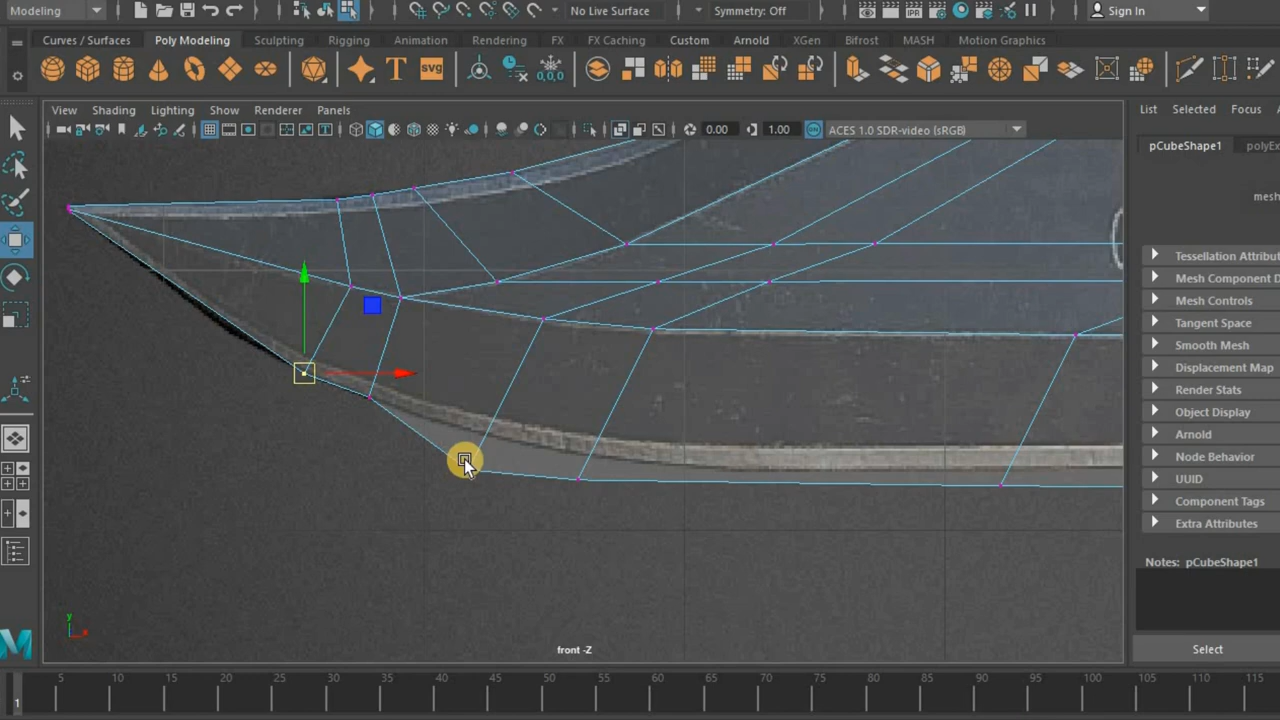 Modeling
No Live Surface
Symmetry: Off
Sign In
Curves / Surfaces
Poly Modeling
Sculpting
Rigging
Animation
Rendering
FX
FX Caching
Custom
Arnold
XGen
Bifrost
MASH
Motion Graphics
T
svg
0,0,0
View
Shading
Lighting
Show
Renderer
Panels
0.00
1.00
ACES 1.0 SDR-video (sRGB)
List
Selected
Focus
pCubeShape1
polyEx
mesh
Tessellation Attribut
Mesh Component D
Mesh Controls
Tangent Space
Smooth Mesh
Displacement Map
Render Stats
Object Display
Arnold
Node Behavior
UUID
Component Tags
Extra Attributes
Notes: pCubeShape1
Select
y
x
front -Z
M
5
10
15
20
25
30
35
40
45
50
55
60
65
70
75
80
85
90
95
100
105
110
115
1